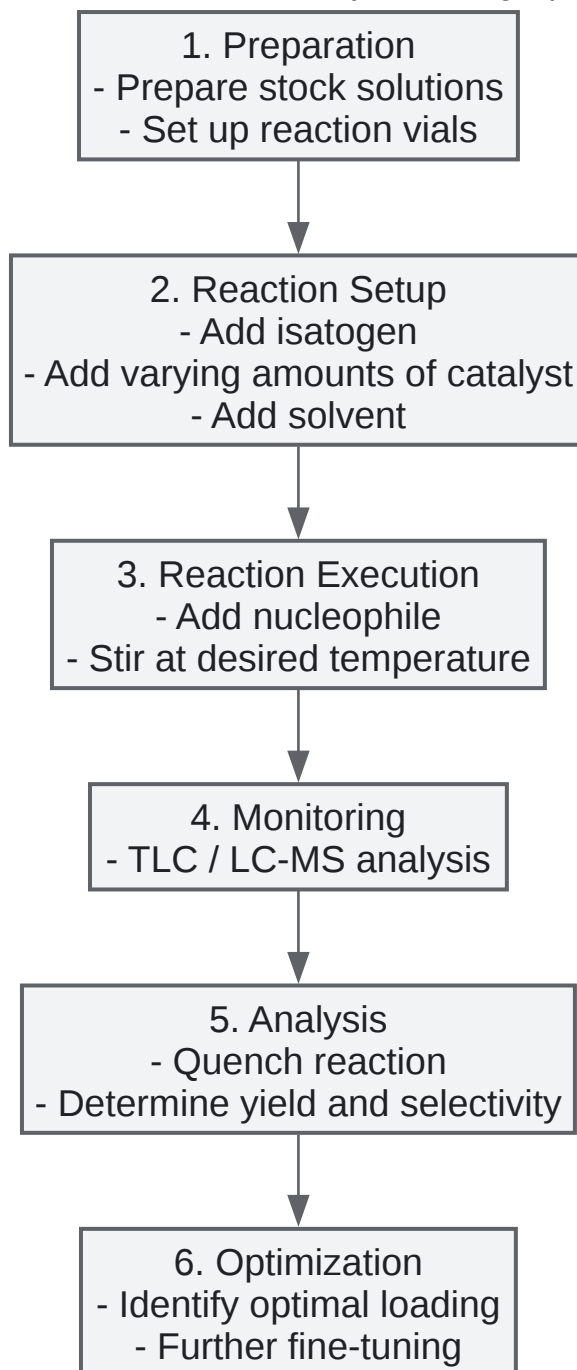 1. Preparation
- Prepare stock solutions
- Set up reaction vials
2. Reaction Setup
- Add isatogen
- Add varying amounts of catalyst
- Add solvent
3. Reaction Execution
- Add nucleophile
- Stir at desired temperature
4. Monitoring
- TLC / LC-MS analysis
5. Analysis
- Quench reaction
- Determine yield and selectivity
6. Optimization
- Identify optimal loading
- Further fine-tuning